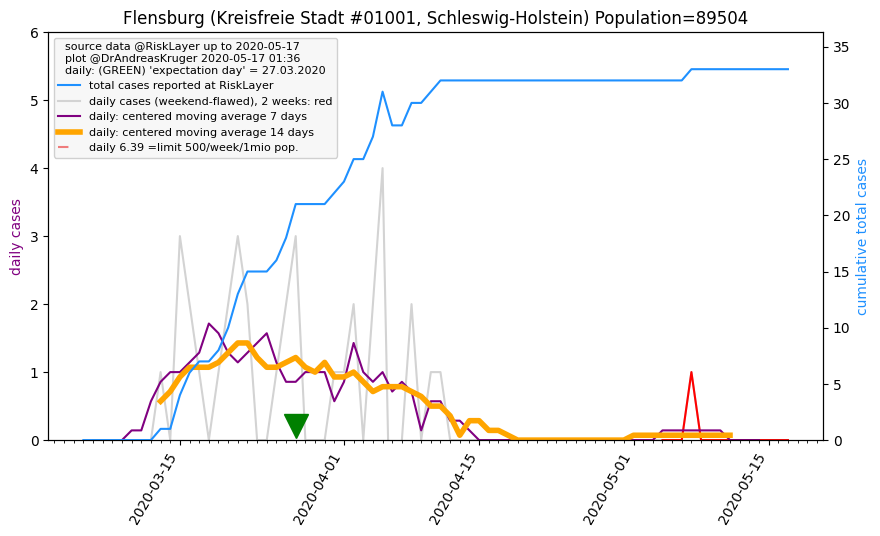 Flensburg (Kreisfreie Stadt #01001, Schleswig-Holstein) Population=89504
source data @RiskLayer up to 2020-05-17
plot @DrAndreasKruger 2020-05-17 01:36
daily: (GREEN) 'expectation day' = 27.03.2020
total cases reported at RiskLayer
daily cases (weekend-flawed), 2 weeks: red
daily: centered moving average 7 days
daily: centered moving average 14 days
daily 6.39 =limit 500/week/1mio pop.
daily cases
6
5
4
3
2
1
0
cumulative total cases
35
30
25
20
15
10
5
0
2020-03-15
2020-04-01
2020-04-15
2020-05-01
2020-05-15